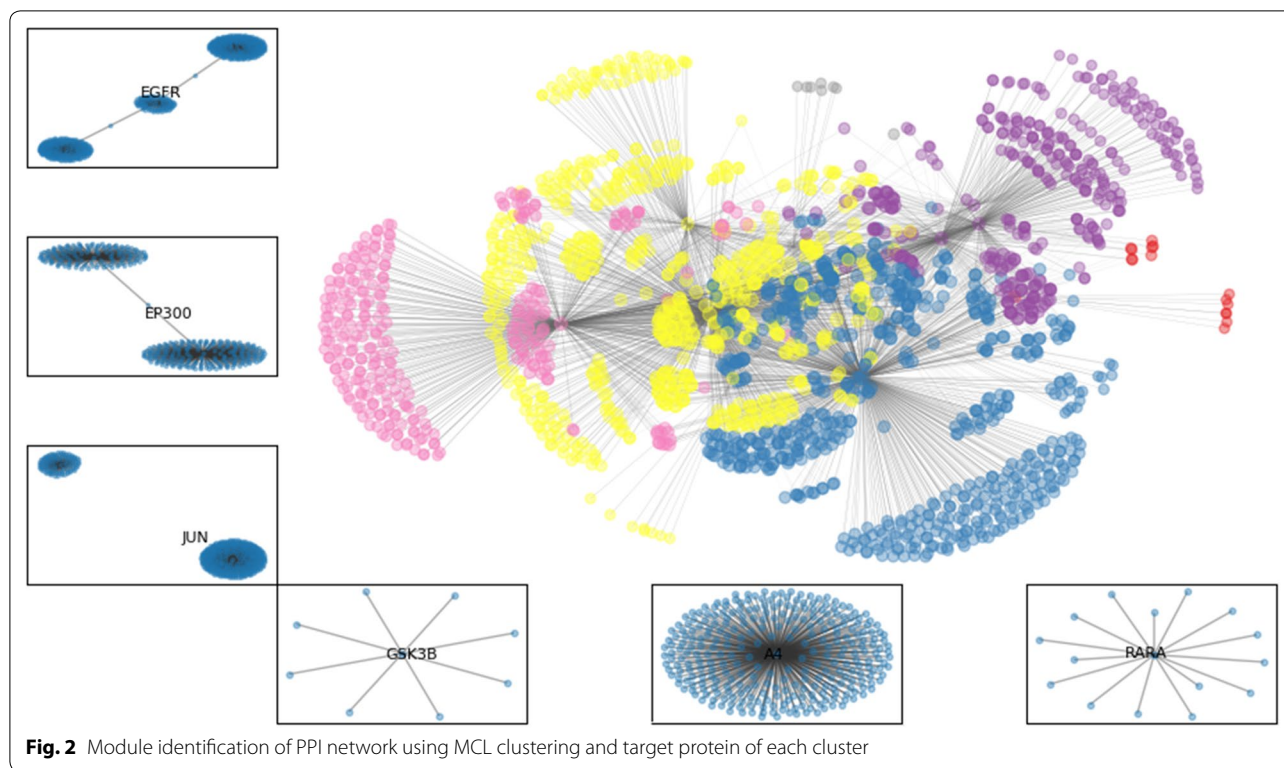 EGFR
EP300
JUN
GSK3B
A4
RARA
Fig. 2 Module identification of PPI network using MCL clustering and target protein of each cluster